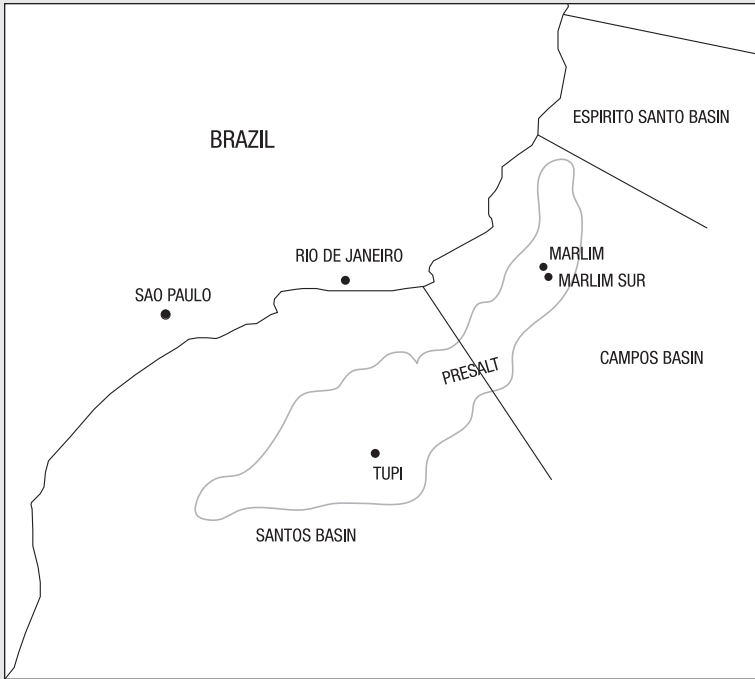 ESPIRITO SANTO BASIN
BRAZIL
RIO DE JANEIRO
MARLIM
MARLIM SUR
SAO PAULO
CAMPOS BASIN
PRESALT
TUPI
SANTOS BASIN